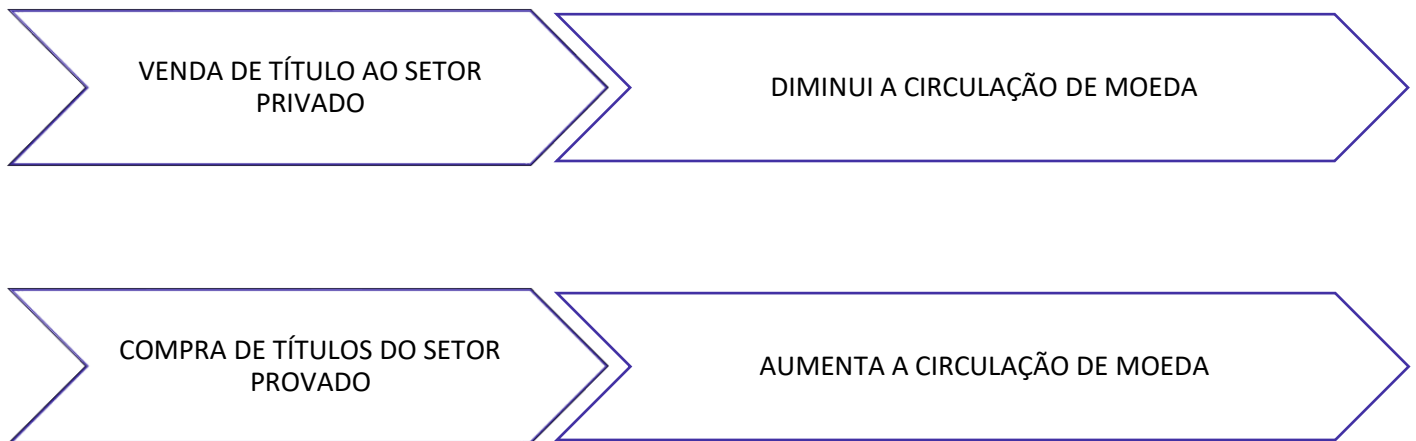 VENDA DE TÍTULO AO SETOR
PRIVADO
DIMINUI A CIRCULAÇÃO DE MOEDA
COMPRA DE TÍTULOS DO SETOR
PROVADO
AUMENTA A CIRCULAÇÃO DE MOEDA